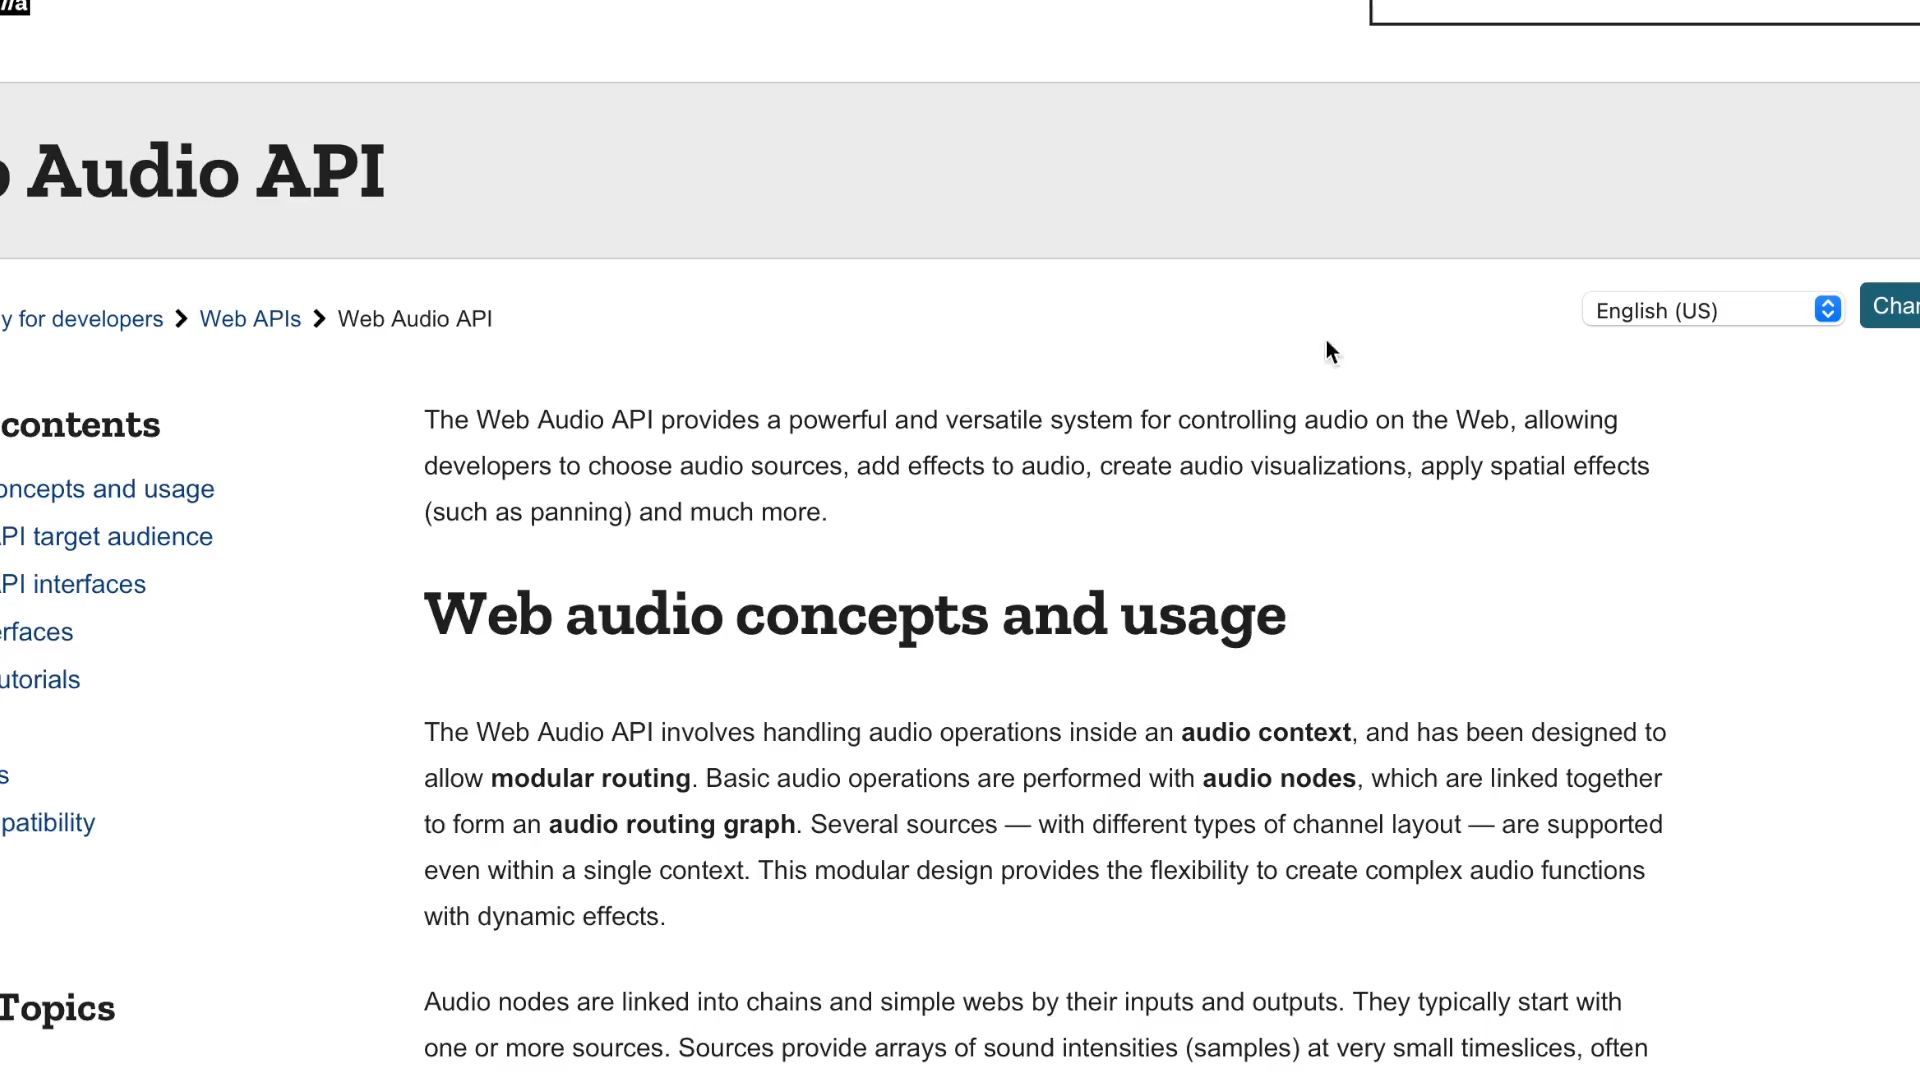 Audio API
English (US)
y for developers Web APIs Web Audio API
contents
oncepts and usage
PI target audience
PI interfaces
erfaces
utorials
s
patibility
Topics
The Web Audio API provides a powerful and versatile system for controlling audio on the Web, allowing
developers to choose audio sources, add effects to audio, create audio visualizations, apply spatial effects
(such as panning) and much more.
Web audio concepts and usage
The Web Audio API involves handling audio operations inside an audio context, and has been designed to
allow modular routing. Basic audio operations are performed with audio nodes, which are linked together
to form an audio routing graph. Several sources — with different types of channel layout — are supported
even within a single context. This modular design provides the flexibility to create complex audio functions
with dynamic effects.
Audio nodes are linked into chains and simple webs by their inputs and outputs. They typically start with
one or more sources. Sources provide arrays of sound intensities (samples) at very small timeslices, often